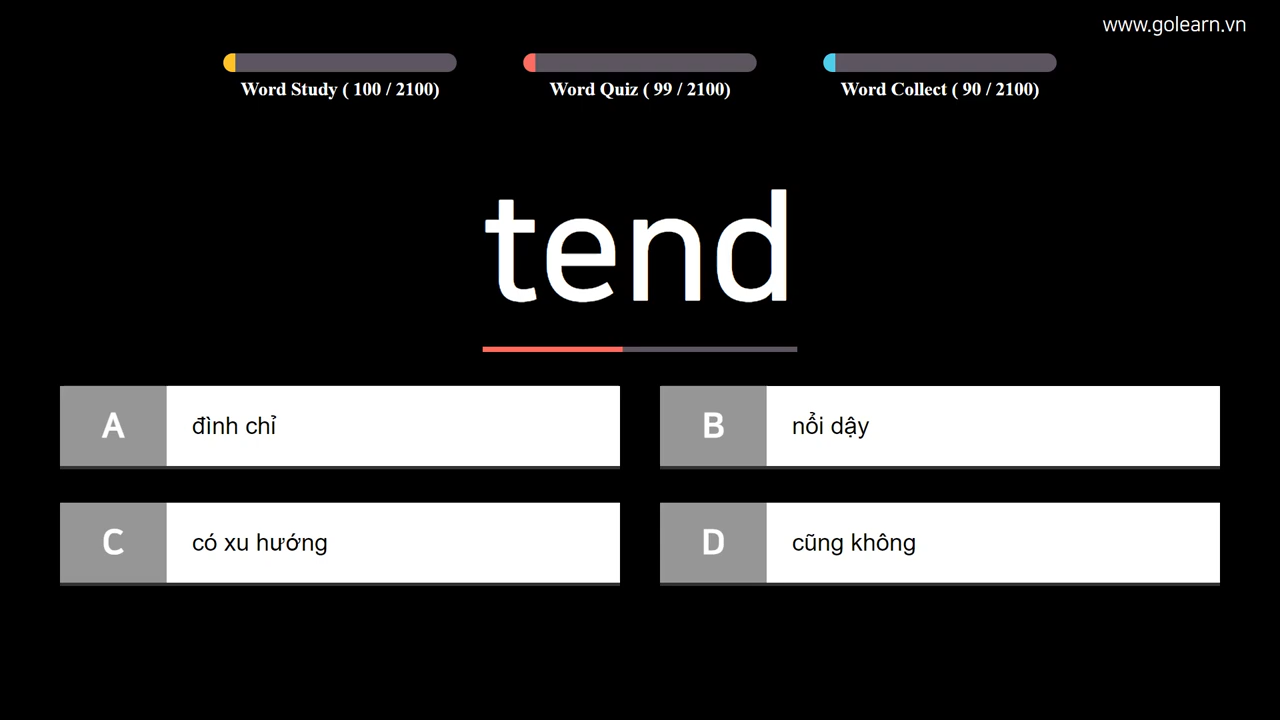 www.golearn.vn
Word Study ( 100 / 2100)
Word Quiz ( 99 / 2100)
Word Collect ( 90 / 2100)
tend
A đình chỉ
B nổi dậy
C có xu hướng
D cũng không